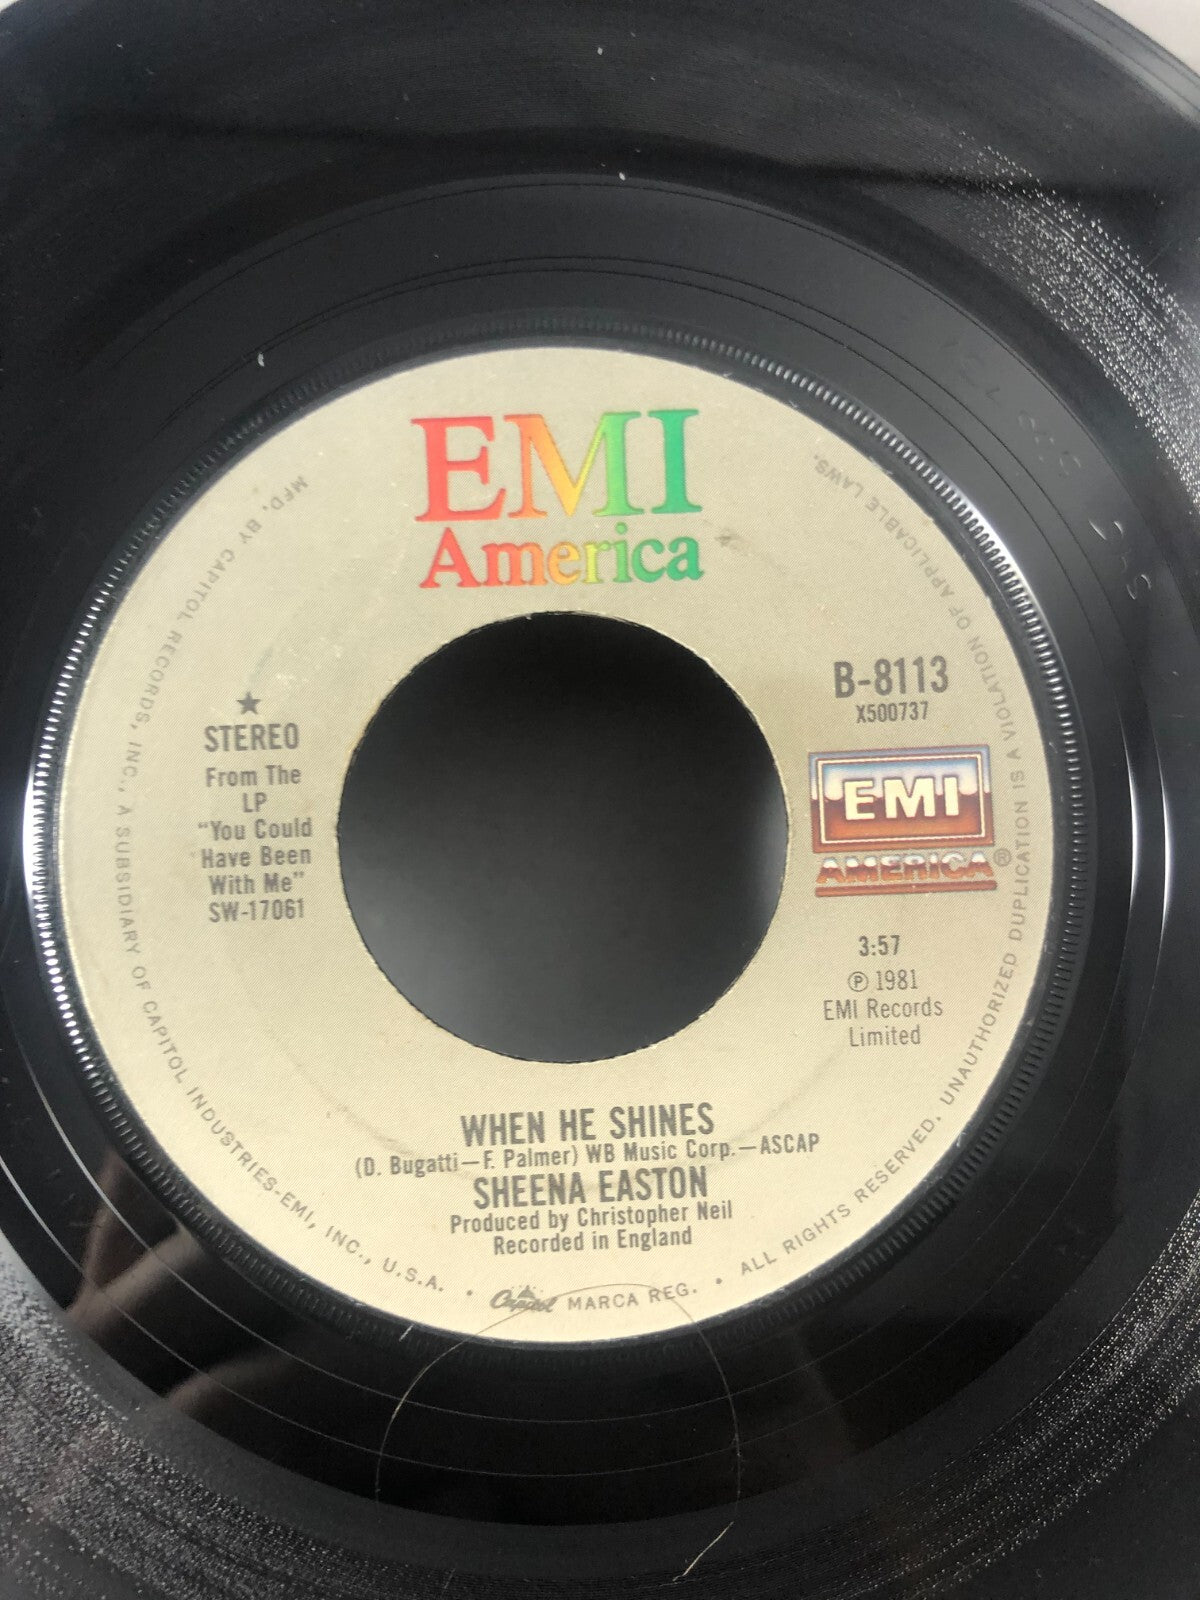 EMI
America
★
STEREO
From The
LP
"You Could
Have Been
With Me"
SW-17061
B-8113
X500737
EMI
AMERICA®
3:57
℗ 1981
EMI Records
Limited
WHEN HE SHINES
(D. Bugatti—F. Palmer) WB Music Corp.—ASCAP
SHEENA EASTON
Produced by Christopher Neil
Recorded in England
MFD. BY CAPITOL RECORDS, INC., A SUBSIDIARY OF CAPITOL INDUSTRIES-EMI, INC., U.S.A. • Capitol MARCA REG. • ALL RIGHTS RESERVED. UNAUTHORIZED DUPLICATION IS A VIOLATION OF APPLICABLE LAWS.